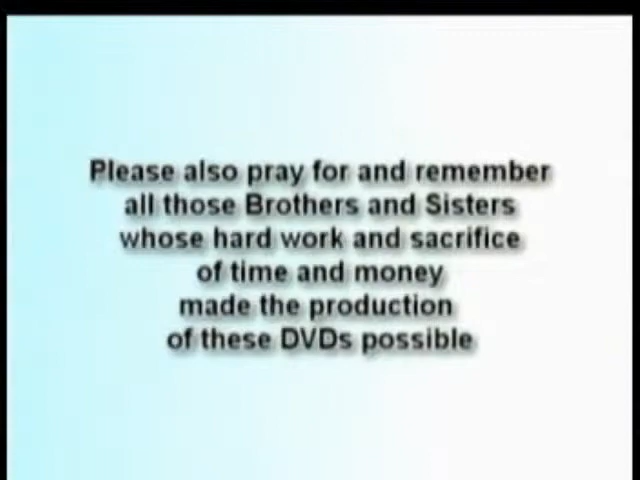 Please also pray for and remember
all those Brothers and Sisters
whose hard work and sacrifice
of time and money
made the production
of these DVDs possible